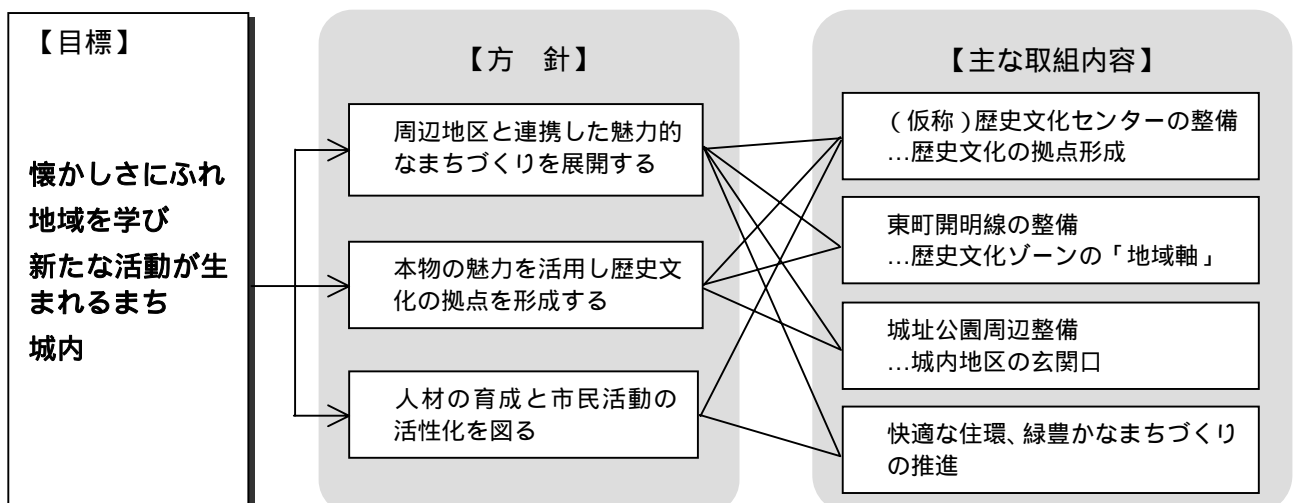 【目標】
懐かしさにふれ
地域を学び
新たな活動が生
まれるまち
城内
【方　針】
周辺地区と連携した魅力的
なまちづくりを展開する
本物の魅力を活用し歴史文
化の拠点を形成する
人材の育成と市民活動の
活性化を図る
【主な取組内容】
（仮称）歴史文化センターの整備
…歴史文化の拠点形成
東町開明線の整備
…歴史文化ゾーンの「地域軸」
城址公園周辺整備
…城内地区の玄関口
快適な住環、緑豊かなまちづくり
の推進